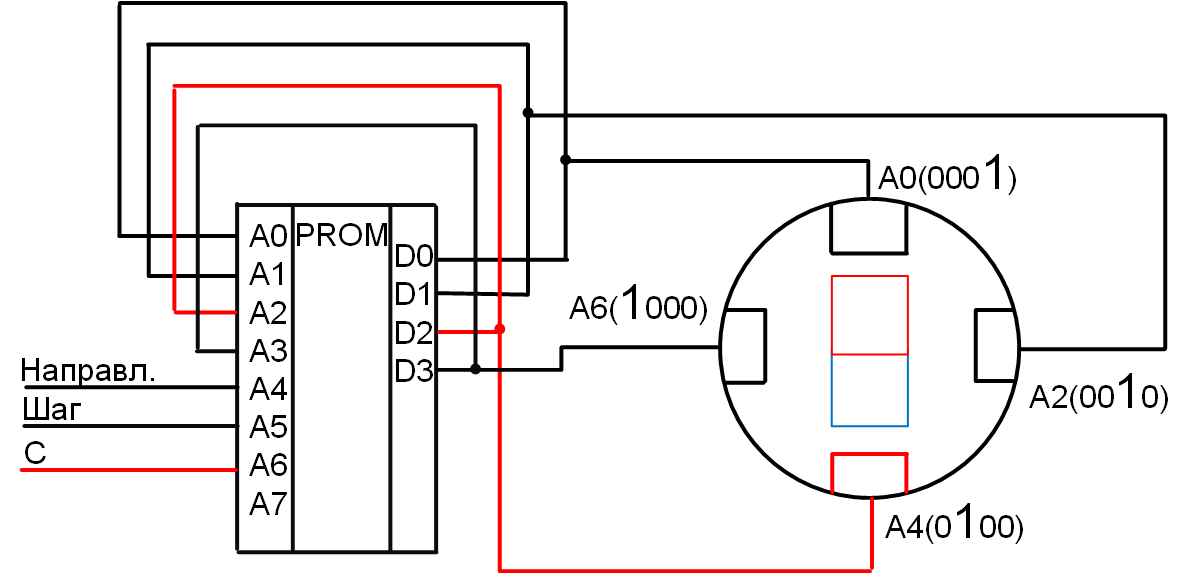 A0(0001)
A0
PROM
D0
A1
D1
A6(1000)
A2
D2
A3
D3
Направл.
A4
A2(0010)
Шаг
A5
C
A6
A7
A4(0100)